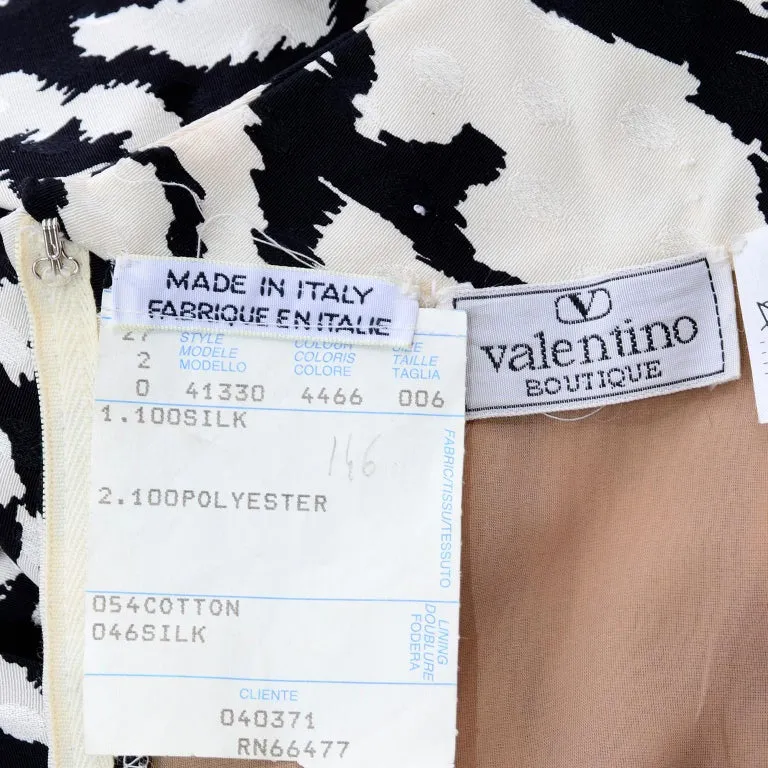 MADE IN ITALY
FABRIQUE EN ITALIE
V
valentino
BOUTIQUE
27
2
0
STYLE
MODELE
MODELLO
41330
COLOUR
COLORIS
COLORE
4466
SIZE
TAILLE
TAGLIA
006
1.100SILK
146
2.100POLYESTER
FABRIC/TISSU/TESSUTO
054COTTON
046SILK
LINING
DOUBLURE
FODERA
CLIENTE
040371
RN66477